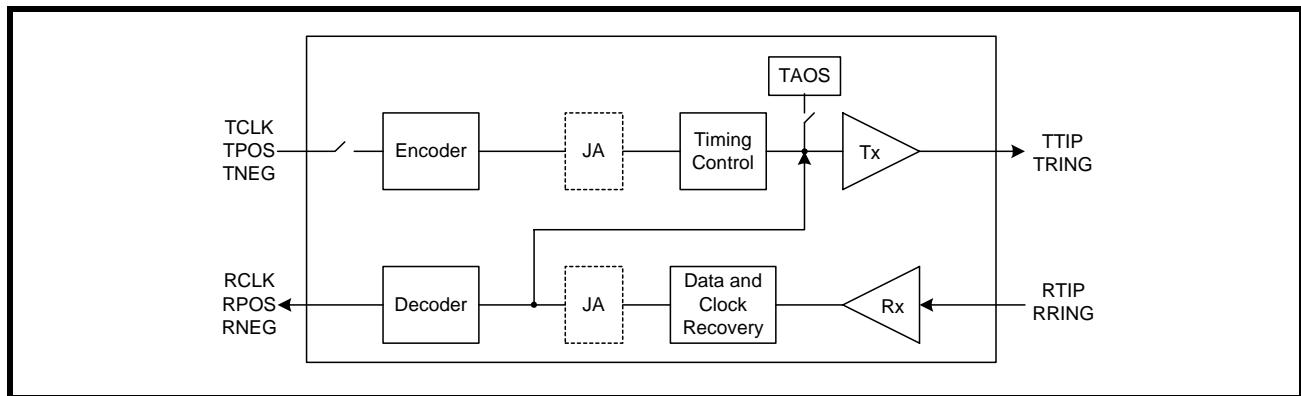 TAOS
TCLK
TPOS
TNEG
Encoder
JA
Timing
Control
Tx
TTIP
TRING
RCLK
RPOS
RNEG
Decoder
JA
Data and
Clock
Recovery
Rx
RTIP
RRING